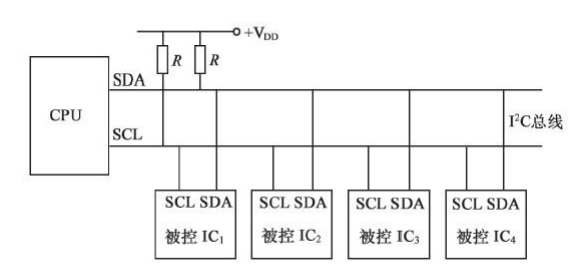 +V_DD
R R
SDA
CPU
SCL
I²C总线
SCL SDA SCL SDA SCL SDA SCL SDA
被控 IC₁ 被控 IC₂ 被控 IC₃ 被控 IC₄